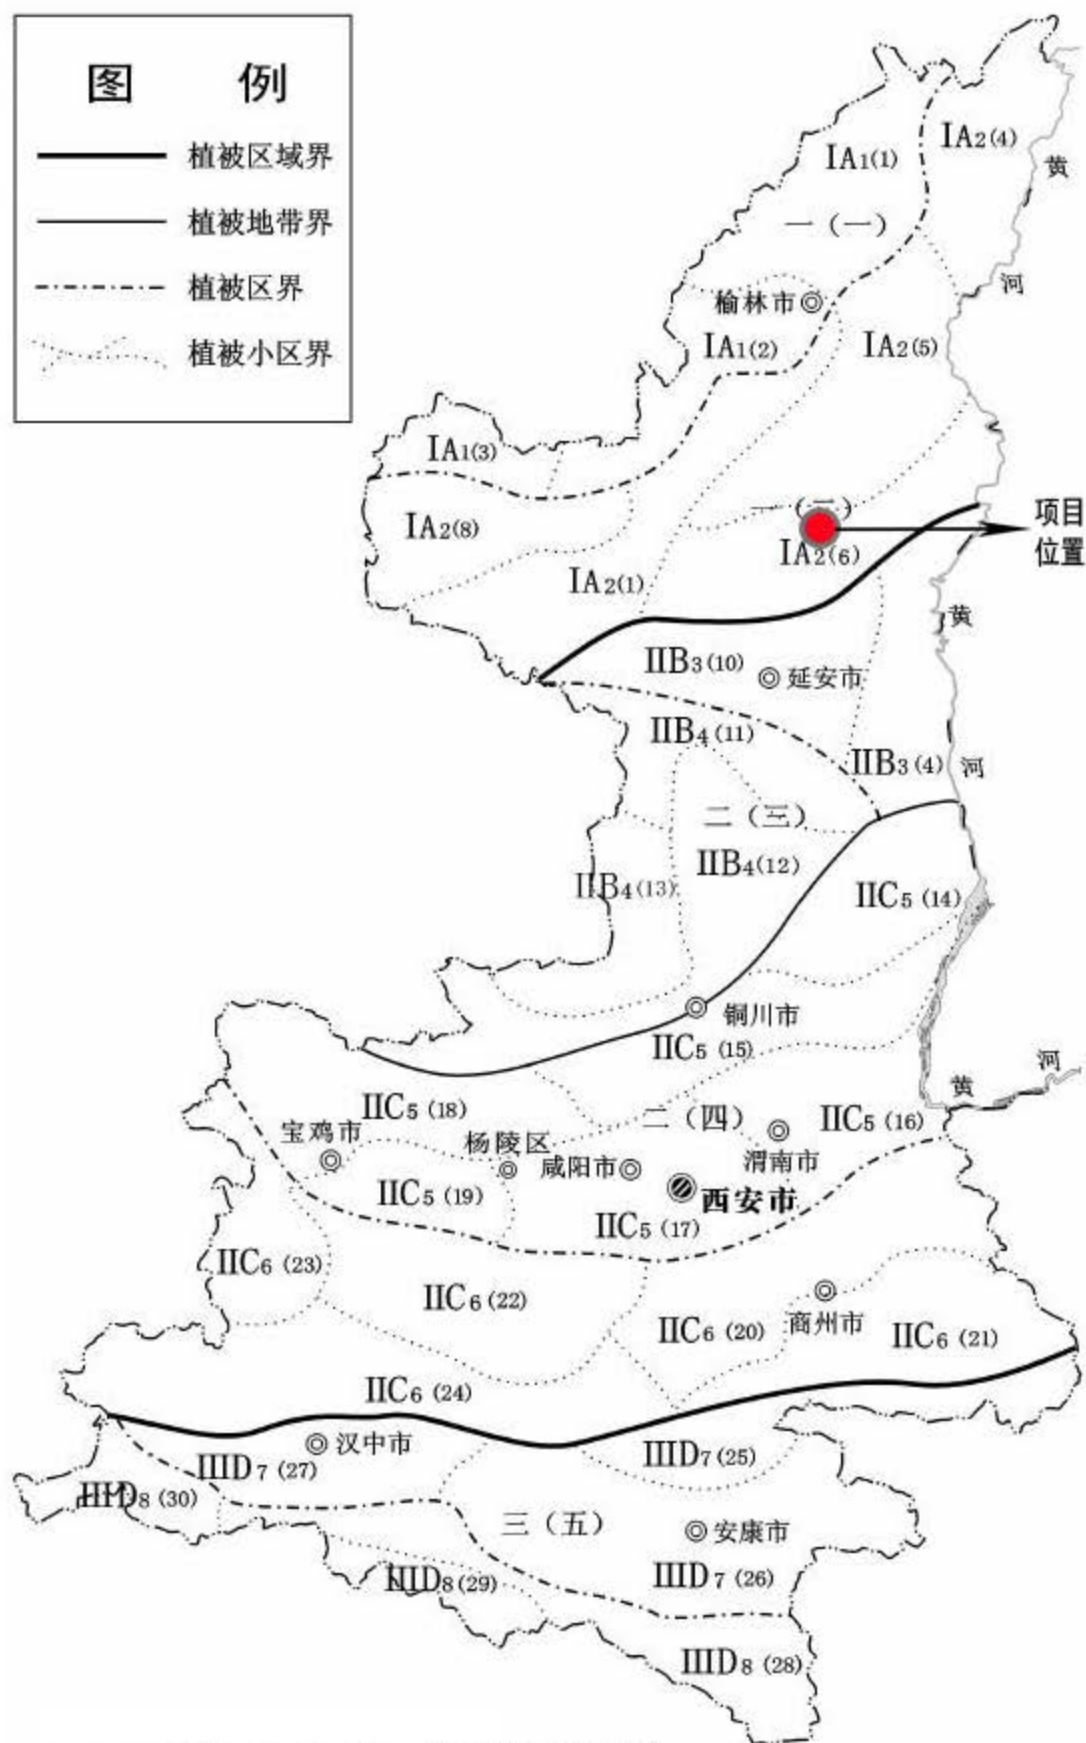 图 例
植被区域界
植被地带界
植被区界
植被小区界
IA2(4)
IA1(1)
黄
一（一）
河
榆林市
IA1(2)
IA2(5)
IA1(3)
项目
位置
IA2(8)
IA2(6)
IA2(1)
黄
IIB3(10)
延安市
IIB4(11)
IIB3(4)
河
二（三）
IIB4(12)
IIB4(13)
IIC5(14)
铜川市
IIC5(15)
河
黄
IIC5(18)
二（四）
IIC5(16)
宝鸡市
杨陵区
咸阳市
渭南市
IIC5(19)
西安市
IIC5(17)
IIC6(23)
IIC6(22)
IIC6(20)
商州市
IIC6(21)
IIC6(24)
汉中市
IIID7(25)
IIID7(27)
IIID8(30)
三（五）
安康市
IIID8(29)
IIID7(26)
IIID8(28)